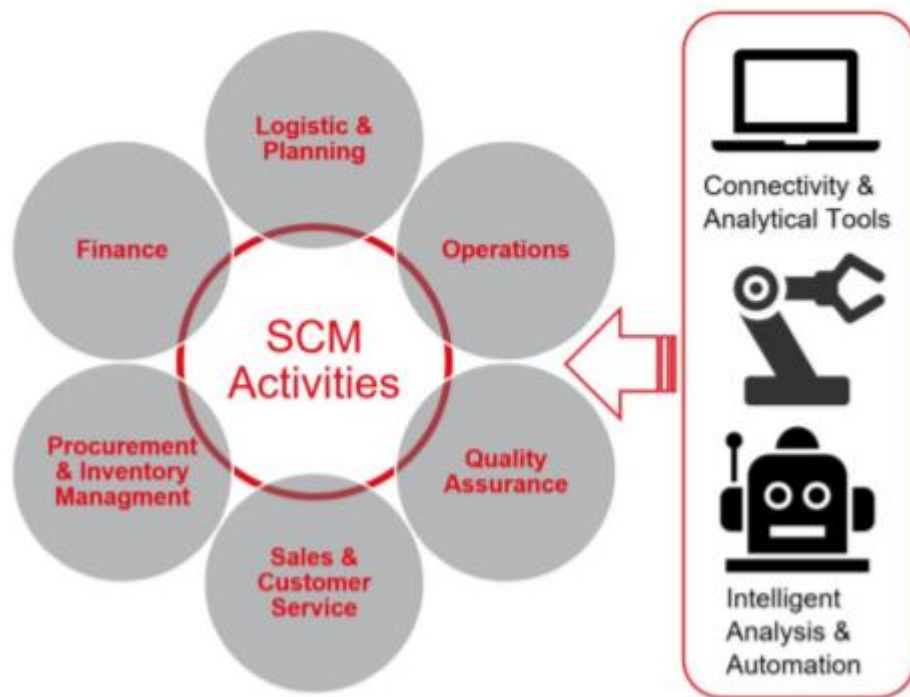 Logistic &
Planning
Finance
Operations
SCM
Activities
Procurement
& Inventory
Managment
Quality
Assurance
Sales &
Customer
Service
Connectivity &
Analytical Tools
Intelligent
Analysis &
Automation